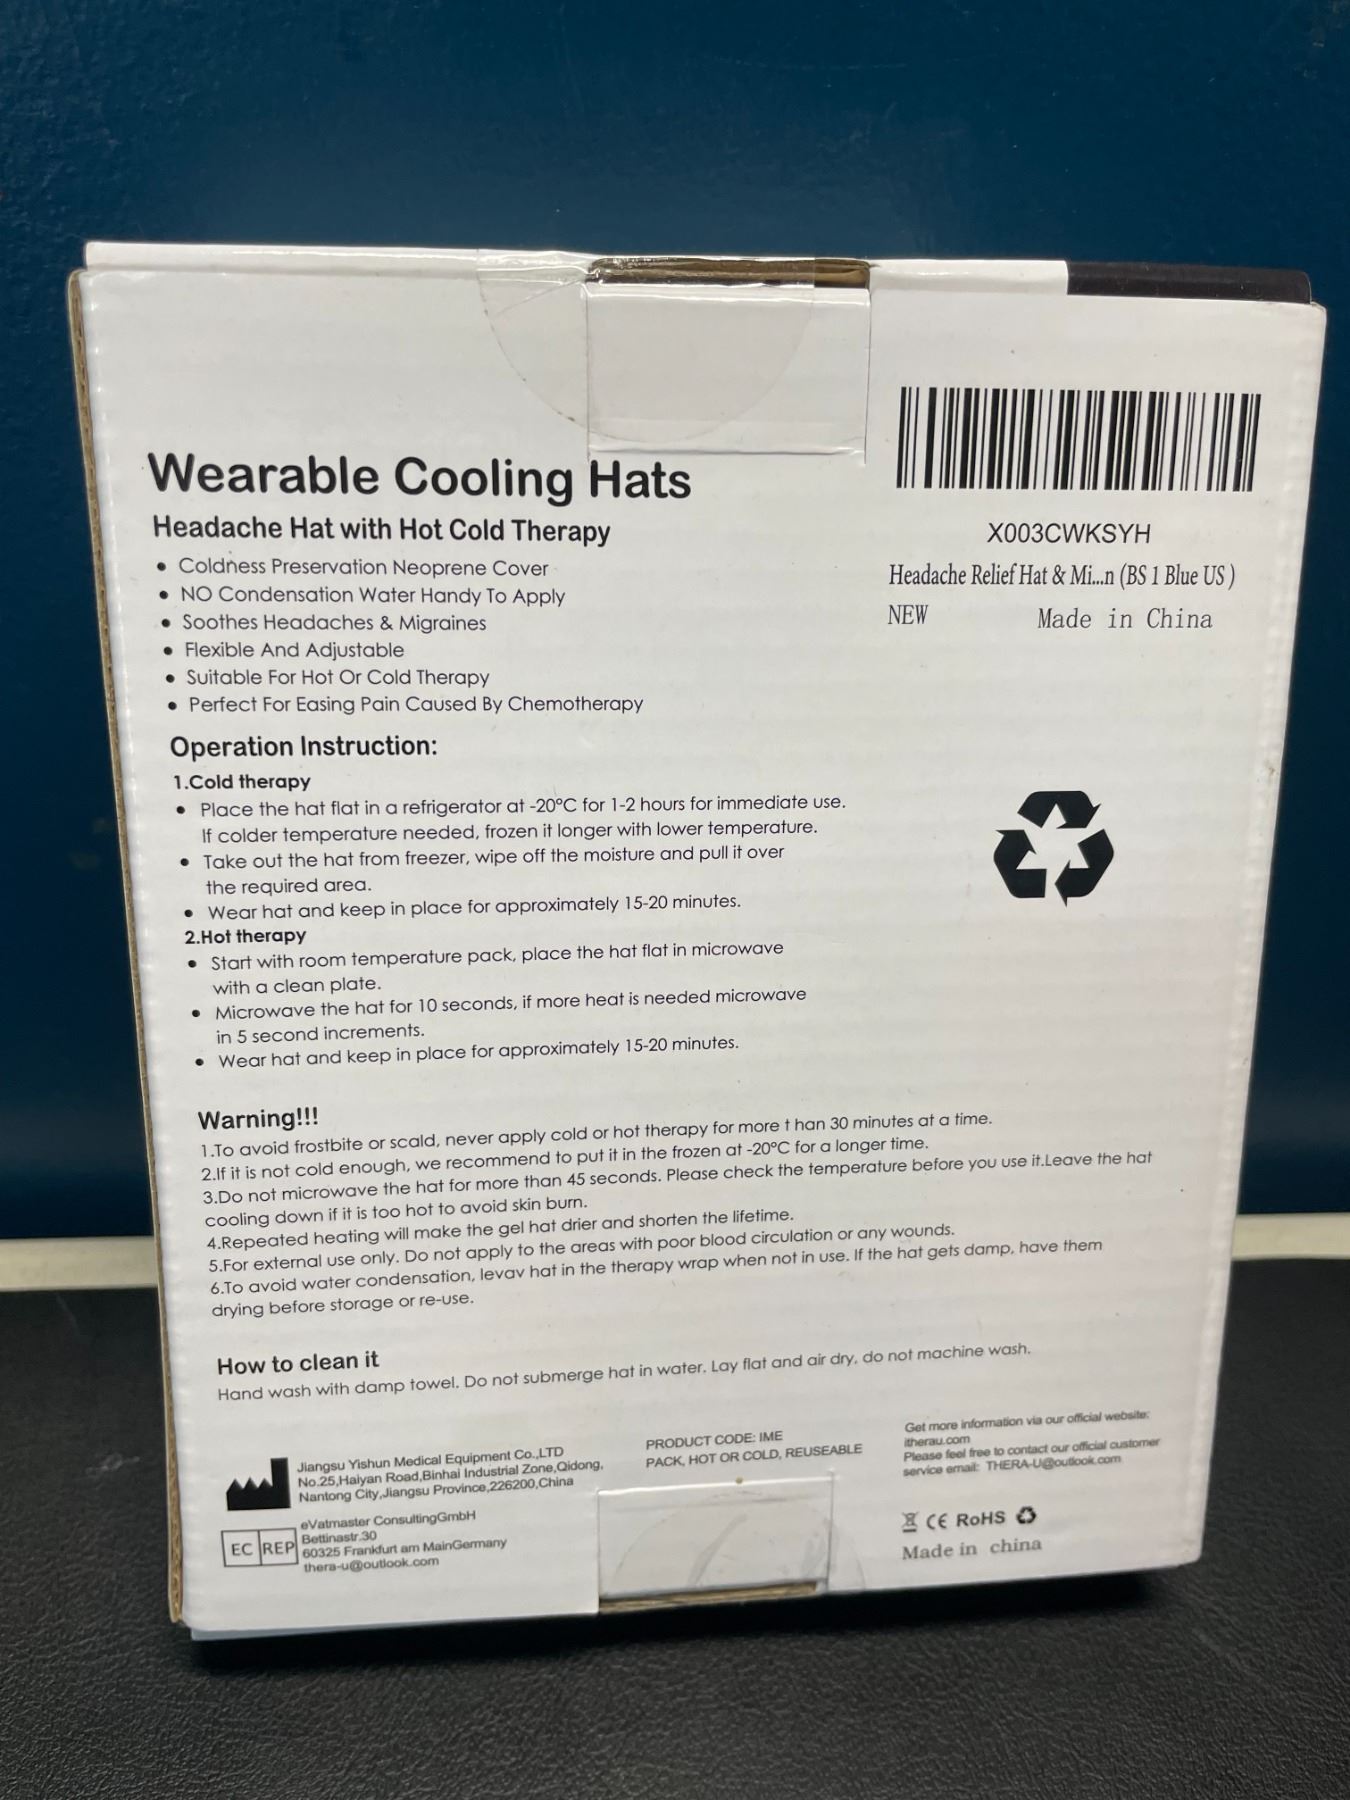 Wearable Cooling Hats
Headache Hat with Hot Cold Therapy
• Coldness Preservation Neoprene Cover
• NO Condensation Water Handy To Apply
• Soothes Headaches & Migraines
• Flexible And Adjustable
• Suitable For Hot Or Cold Therapy
• Perfect For Easing Pain Caused By Chemotherapy
X003CWKSYH
Headache Relief Hat & Mi...n (BS 1 Blue US )
NEW Made in China
Operation Instruction:
1.Cold therapy
• Place the hat flat in a refrigerator at -20°C for 1-2 hours for immediate use.
If colder temperature needed, frozen it longer with lower temperature.
• Take out the hat from freezer, wipe off the moisture and pull it over
the required area.
• Wear hat and keep in place for approximately 15-20 minutes.
2.Hot therapy
• Start with room temperature pack, place the hat flat in microwave
with a clean plate.
• Microwave the hat for 10 seconds, if more heat is needed microwave
in 5 second increments.
• Wear hat and keep in place for approximately 15-20 minutes.
Warning!!!
1.To avoid frostbite or scald, never apply cold or hot therapy for more t han 30 minutes at a time.
2.If it is not cold enough, we recommend to put it in the frozen at -20°C for a longer time.
3.Do not microwave the hat for more than 45 seconds. Please check the temperature before you use it.Leave the hat
cooling down if it is too hot to avoid skin burn.
4.Repeated heating will make the gel hat drier and shorten the lifetime.
5.For external use only. Do not apply to the areas with poor blood circulation or any wounds.
6.To avoid water condensation, levav hat in the therapy wrap when not in use. If the hat gets damp, have them
drying before storage or re-use.
How to clean it
Hand wash with damp towel. Do not submerge hat in water. Lay flat and air dry, do not machine wash.
Jiangsu Yishun Medical Equipment Co.,LTD
No.25,Haiyan Road,Binhai Industrial Zone,Qidong,
Nantong City,Jiangsu Province,226200,China
EC REP
eVatmaster ConsultingGmbH
Bettinastr.30
60325 Frankfurt am MainGermany
thera-u@outlook.com
PRODUCT CODE: IME
PACK, HOT OR COLD, REUSEABLE
Get more information via our official website:
itherau.com
Please feel free to contact our official customer
service email: THERA-U@outlook.com
CE RoHS
Made in china